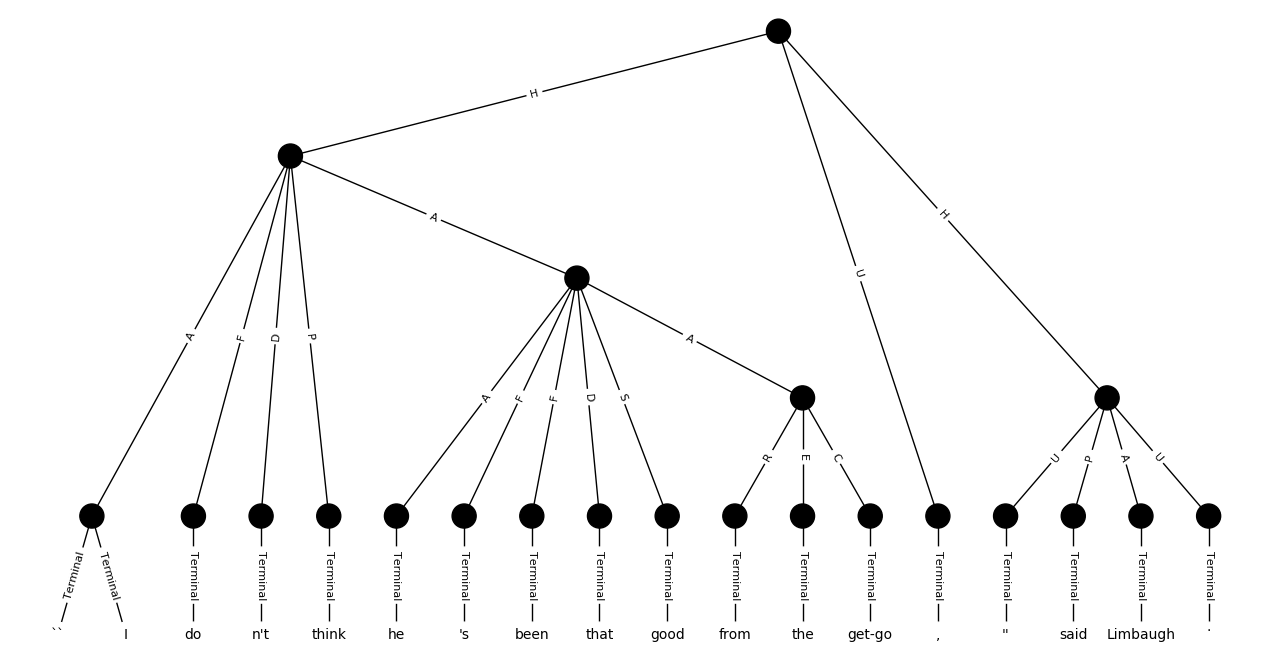 H
A
U
H
A
F
D
P
A
A
F
F
D
S
R
E
C
U
P
A
U
Terminal Terminal Terminal Terminal Terminal Terminal Terminal Terminal Terminal Terminal Terminal Terminal Terminal Terminal Terminal Terminal Terminal Terminal
`` I do n't think he 's been that good from the get-go , " said Limbaugh .